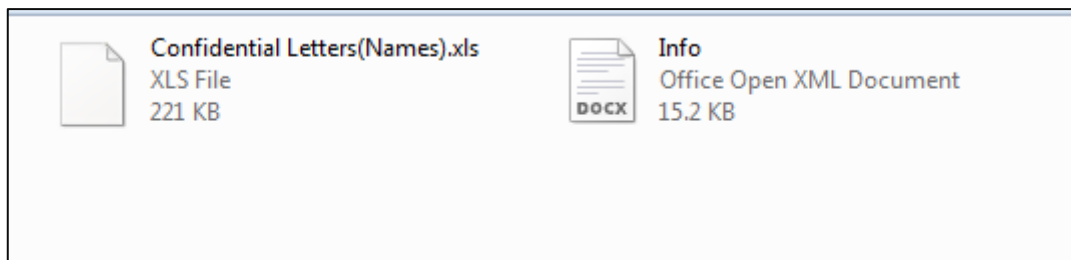 Confidential Letters(Names).xls
XLS File
221 KB
Info
Office Open XML Document
15.2 KB
DOCX